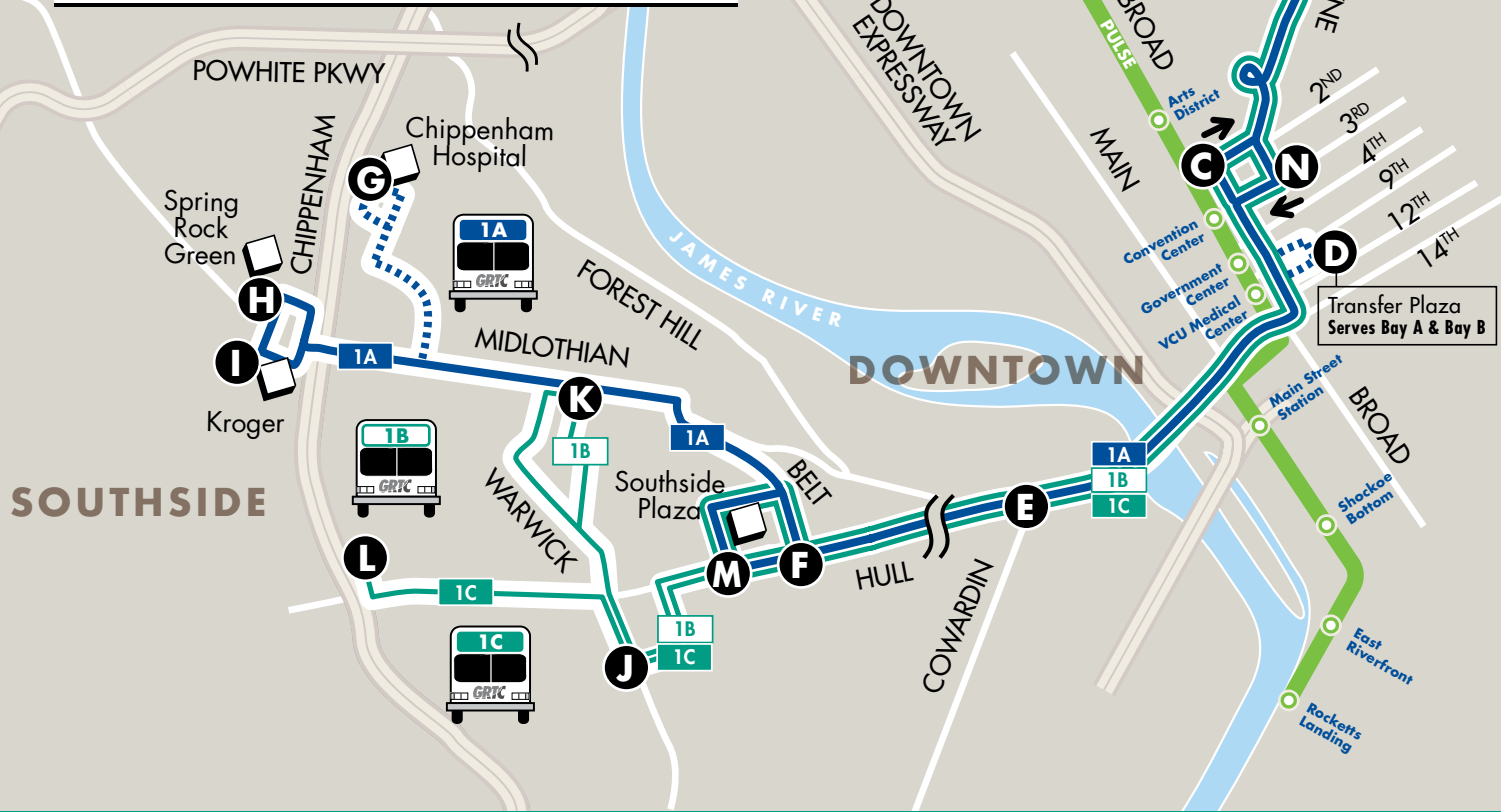 POWHITE PKWY
CHIPPENHAM
Chippenham
Hospital
G
Spring
Rock
Green
H
I
Kroger
1A
1A
GRTC
MIDLOTHIAN
FOREST HILL
JAMES RIVER
DOWNTOWN
EXPRESSWAY
MAIN
BROAD
PULSE
NE
Arts
District
2ND
3RD
4TH
9TH
12TH
14TH
C
N
D
Convention
Center
Government
Center
VCU Medical
Center
Transfer Plaza
Serves Bay A & Bay B
DOWNTOWN
Main Street
Station
BROAD
Shockoe
Bottom
East
Riverfront
Rocketts
Landing
K
1B
1A
1B
GRTC
SOUTHSIDE
WARWICK
Southside
Plaza
BELT
M
F
HULL
E
COWARDIN
1A
1B
1C
L
1C
1B
1C
J
1C
GRTC